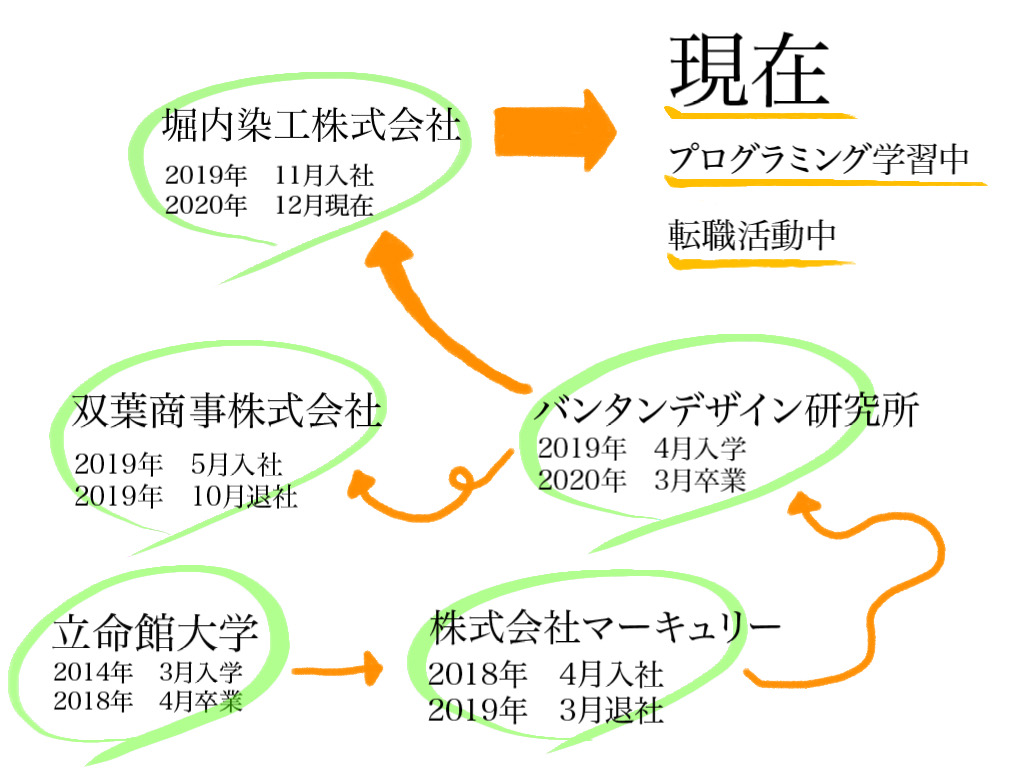 現在
プログラミング学習中
転職活動中
堀内染工株式会社
2019年 11月入社
2020年 12月現在
双葉商事株式会社
2019年 5月入社
2019年 10月退社
バンタンデザイン研究所
2019年 4月入学
2020年 3月卒業
立命館大学
2014年 3月入学
2018年 4月卒業
株式会社マーキュリー
2018年 4月入社
2019年 3月退社